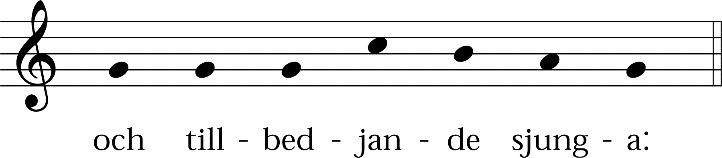 och till - bed - jan - de sjung - a: